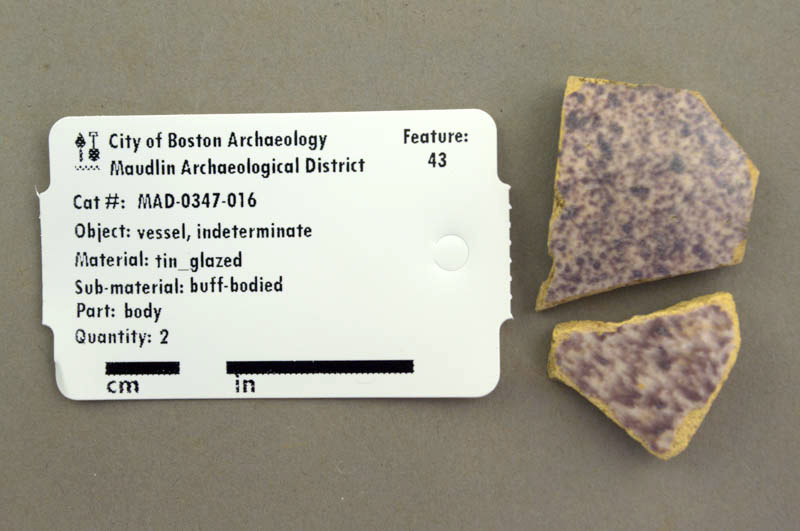 City of Boston Archaeology
Maudlin Archaeological District
Feature:
43
Cat #: MAD-0347-016
Object: vessel, indeterminate
Material: tin_glazed
Sub-material: buff-bodied
Part: body
Quantity: 2
cm in